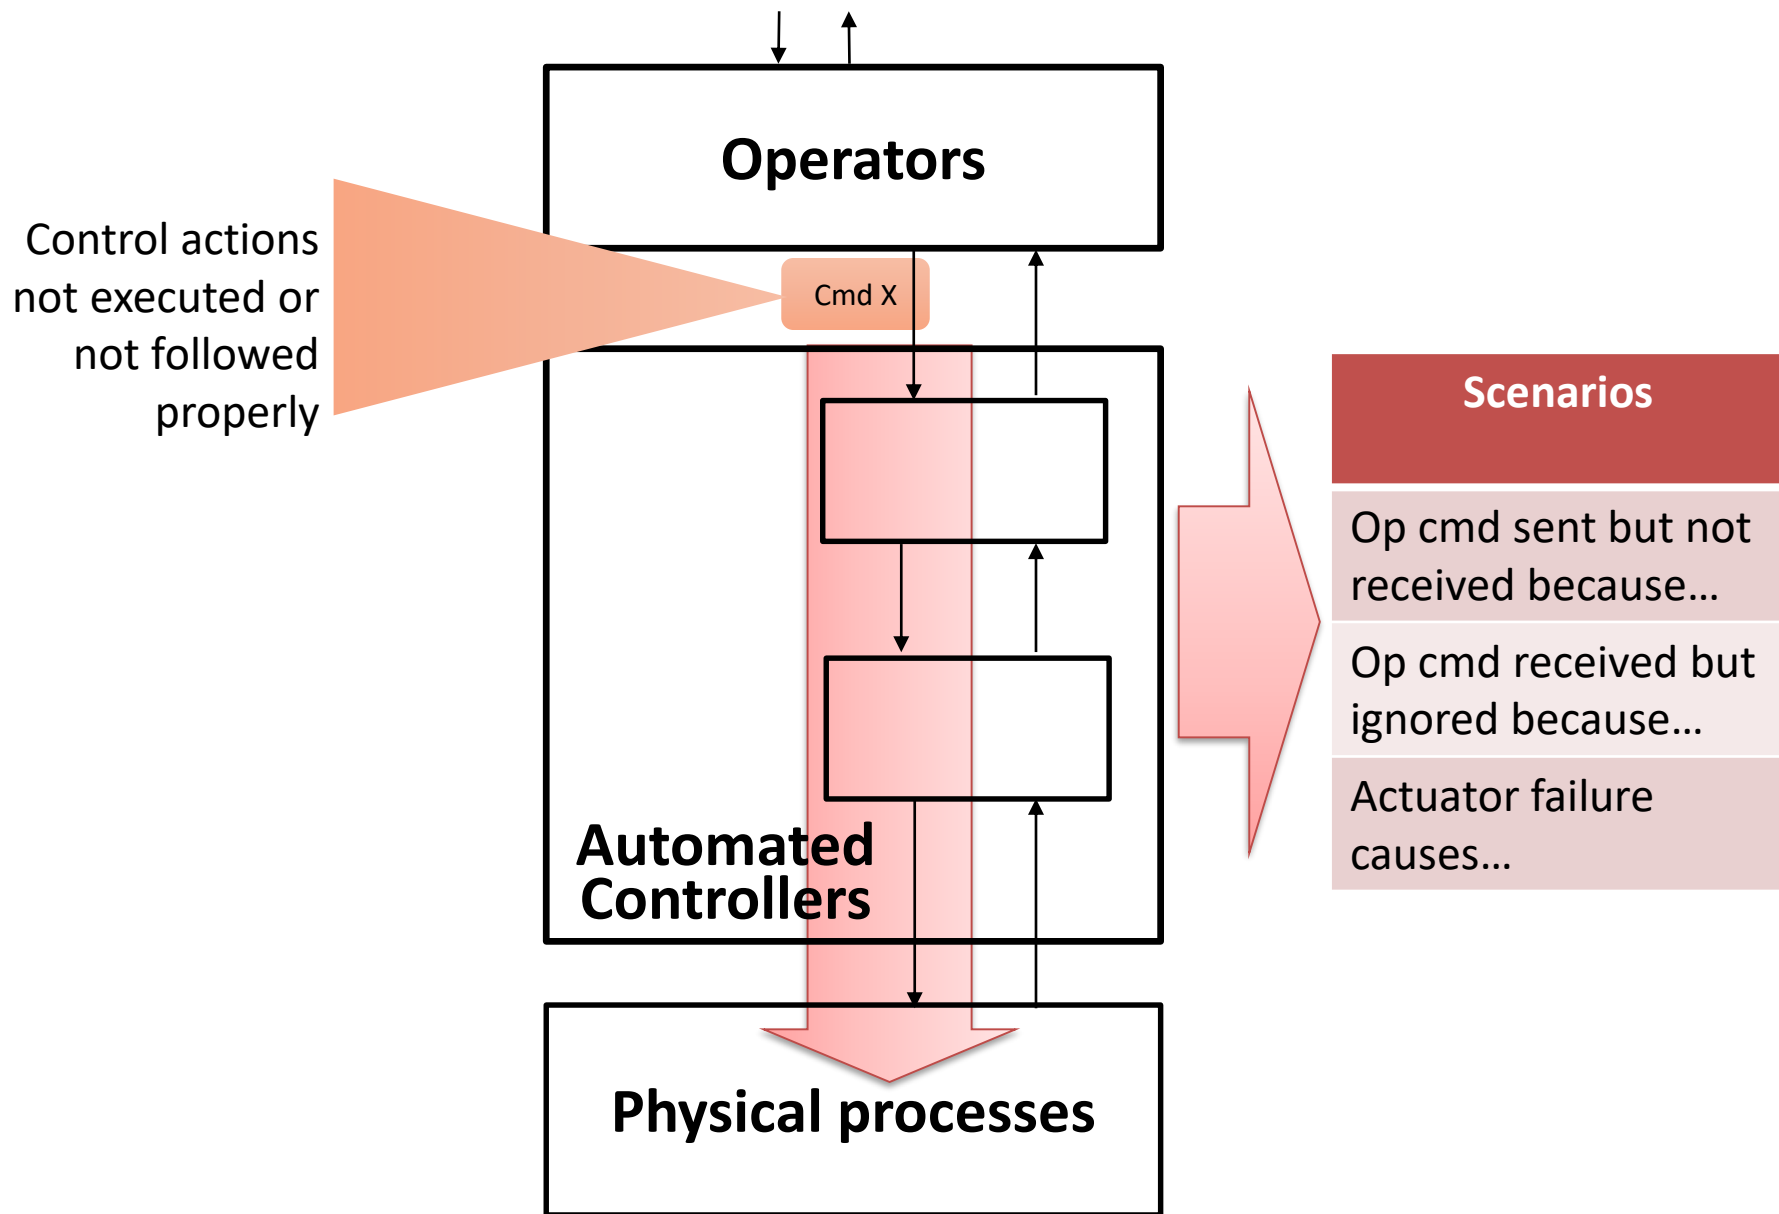 Operators
Control actions
not executed or
not followed
properly
Cmd X
Scenarios
Op cmd sent but not
received because…
Op cmd received but
ignored because…
Actuator failure
causes…
Automated
Controllers
Physical processes